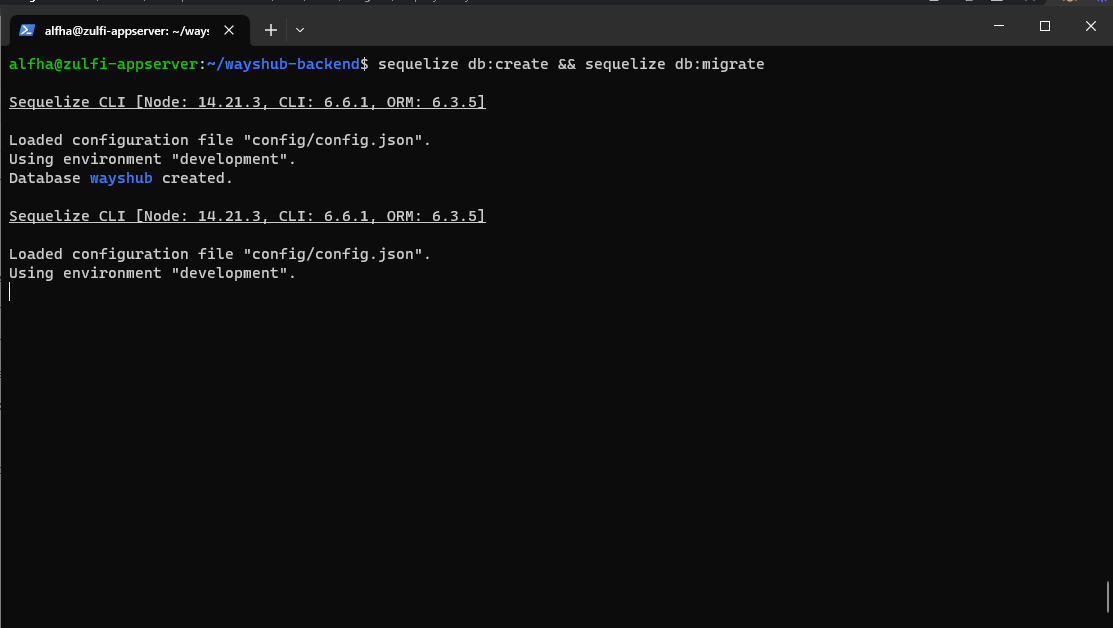 alfha@zulfi-appserver: ~/ways
alfha@zulfi-appserver:~/wayshub-backend$ sequelize db:create && sequelize db:migrate
Sequelize CLI [Node: 14.21.3, CLI: 6.6.1, ORM: 6.3.5]
Loaded configuration file "config/config.json".
Using environment "development".
Database wayshub created.
Sequelize CLI [Node: 14.21.3, CLI: 6.6.1, ORM: 6.3.5]
Loaded configuration file "config/config.json".
Using environment "development".